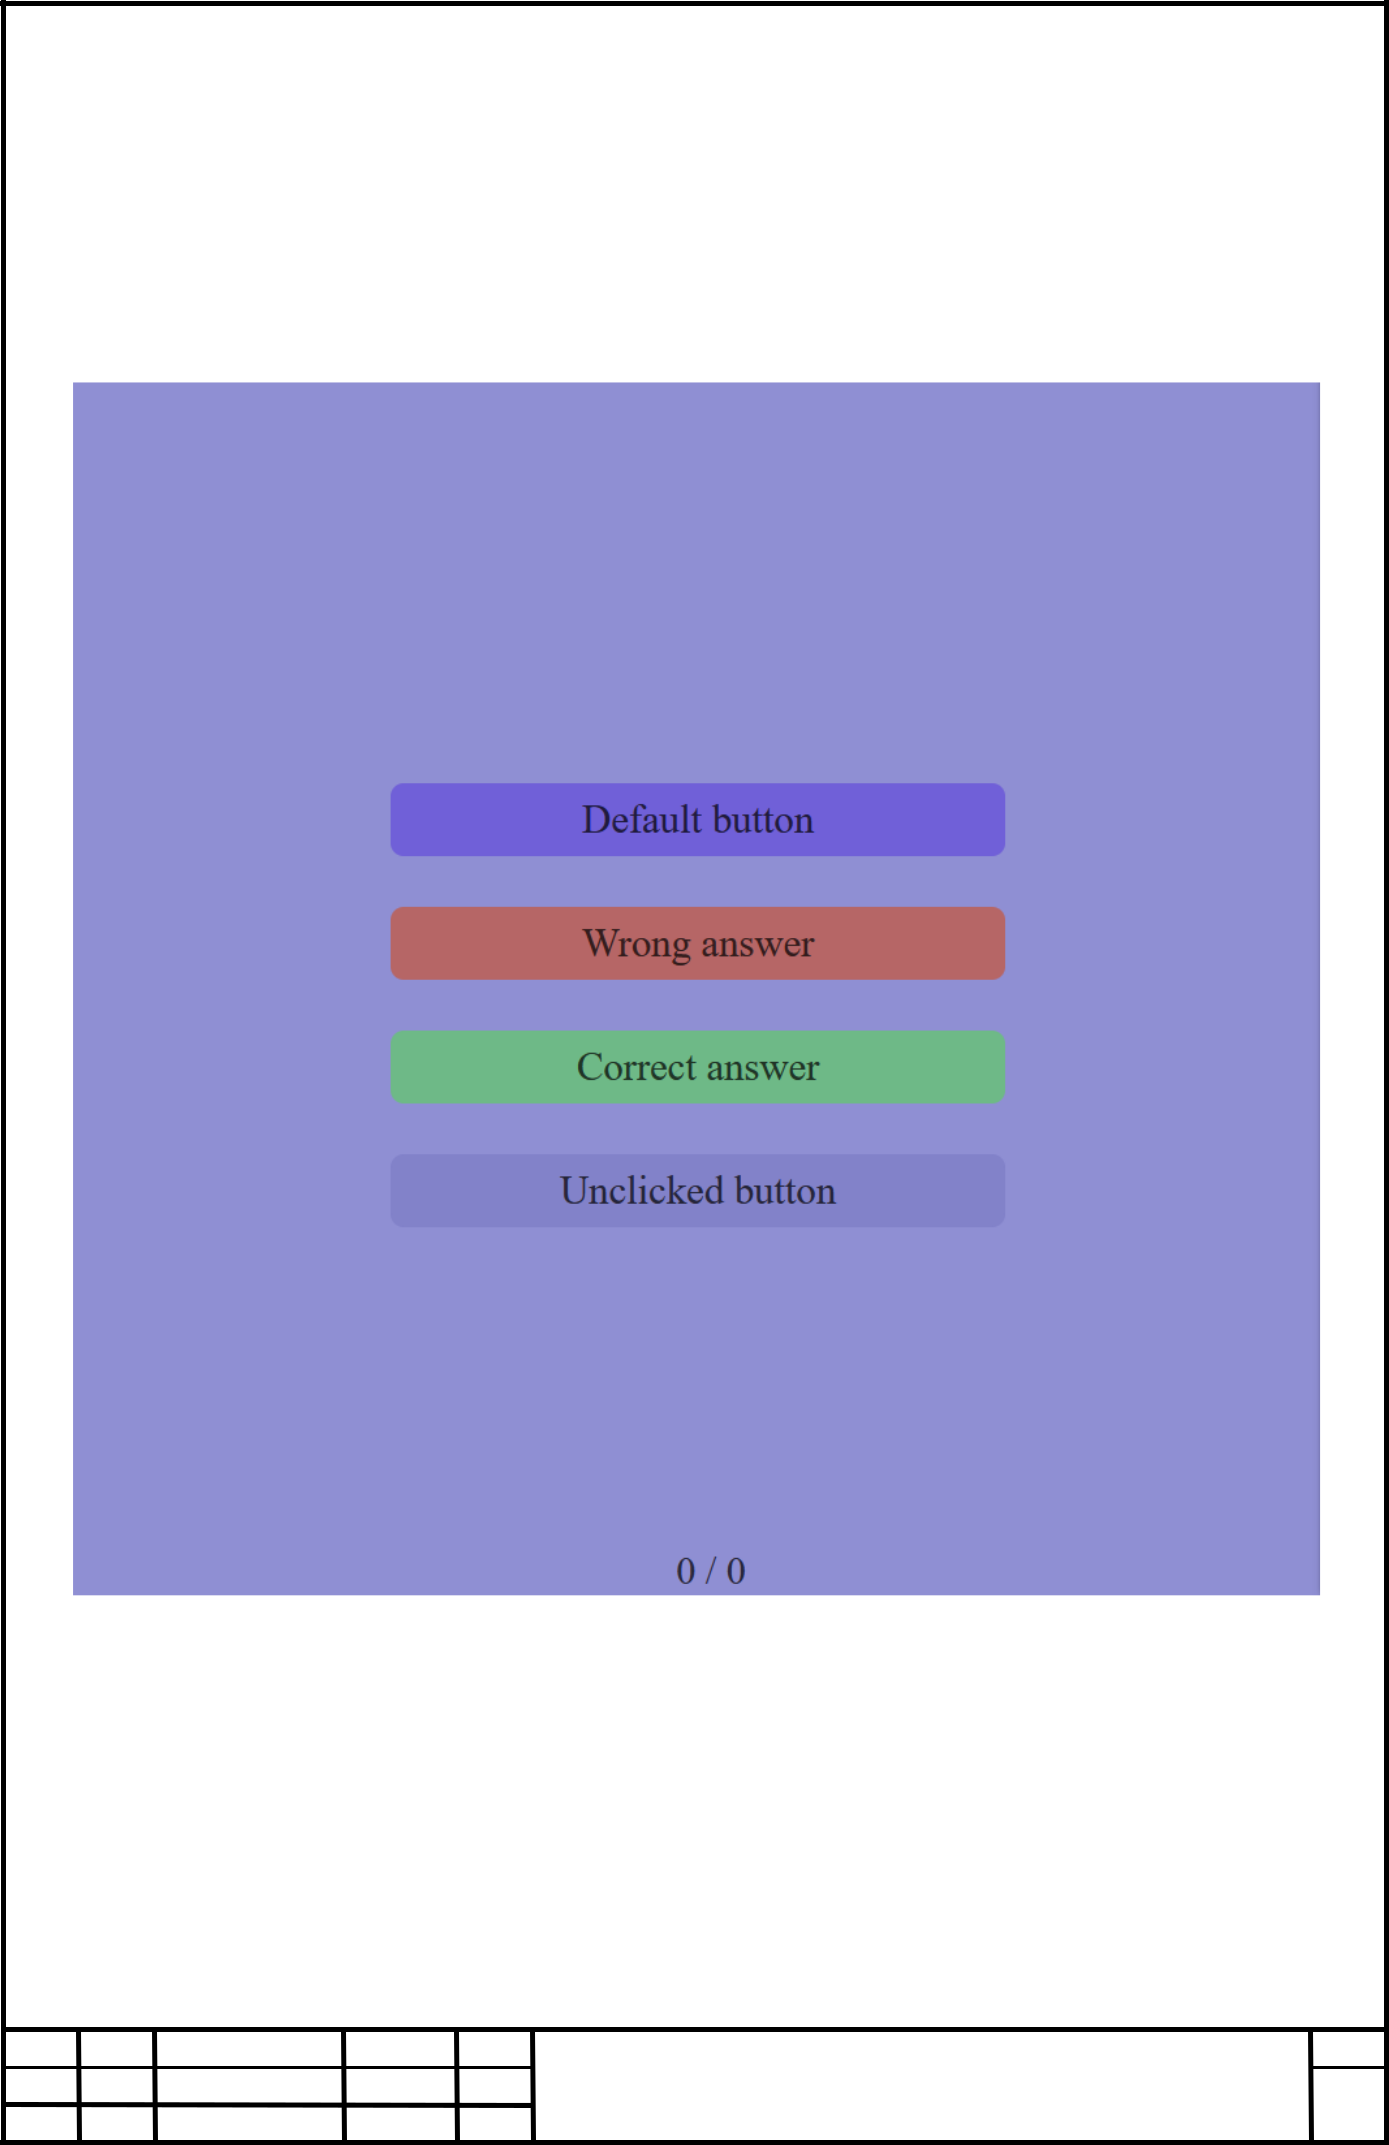 Default button
Wrong answer
Correct answer
Unclicked button
0 / 0